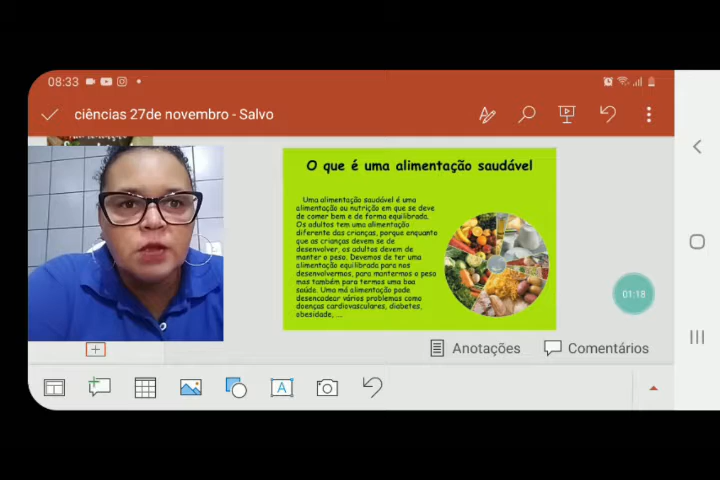 08:33
ciências 27de novembro - Salvo
O que é uma alimentação saudável
Uma alimentação saudável é uma
alimentação ou nutrição em que se deve
de comer bem e de forma equilibrada.
Os adultos tem uma alimentação
diferente das crianças, porque enquanto
que as crianças devem se de
desenvolver, os adultos devem de
manter o peso. Devemos de ter uma
alimentação equilibrada para nos
desenvolvermos, para mantermos o peso
mas também para termos uma boa
saúde. Uma má alimentação pode
desencadear vários problemas como
doenças cardiovasculares, diabetes,
obesidade, ...
01:18
Anotações
Comentários